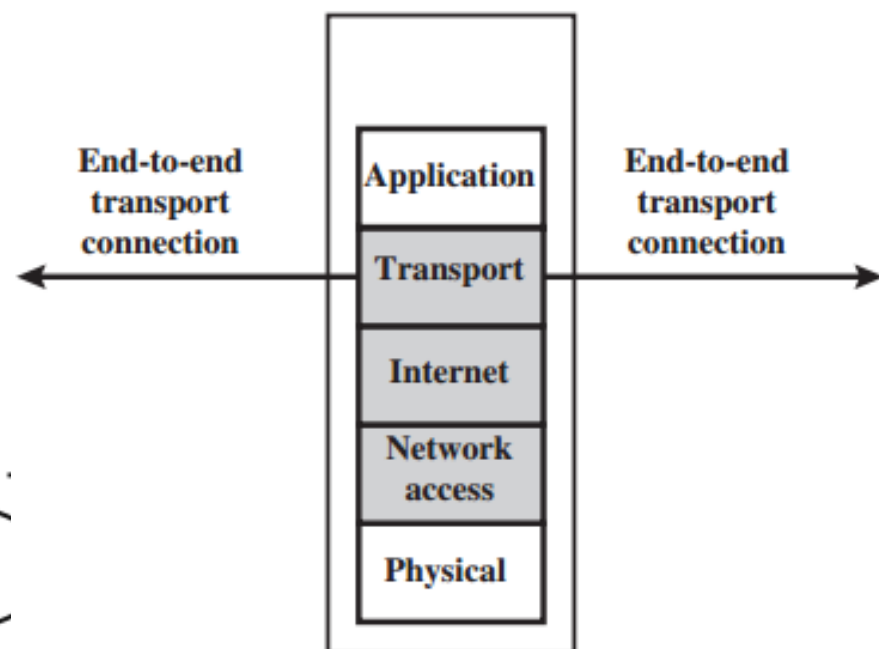 End-to-end
transport
connection
Application
Transport
Internet
Network
access
Physical
End-to-end
transport
connection